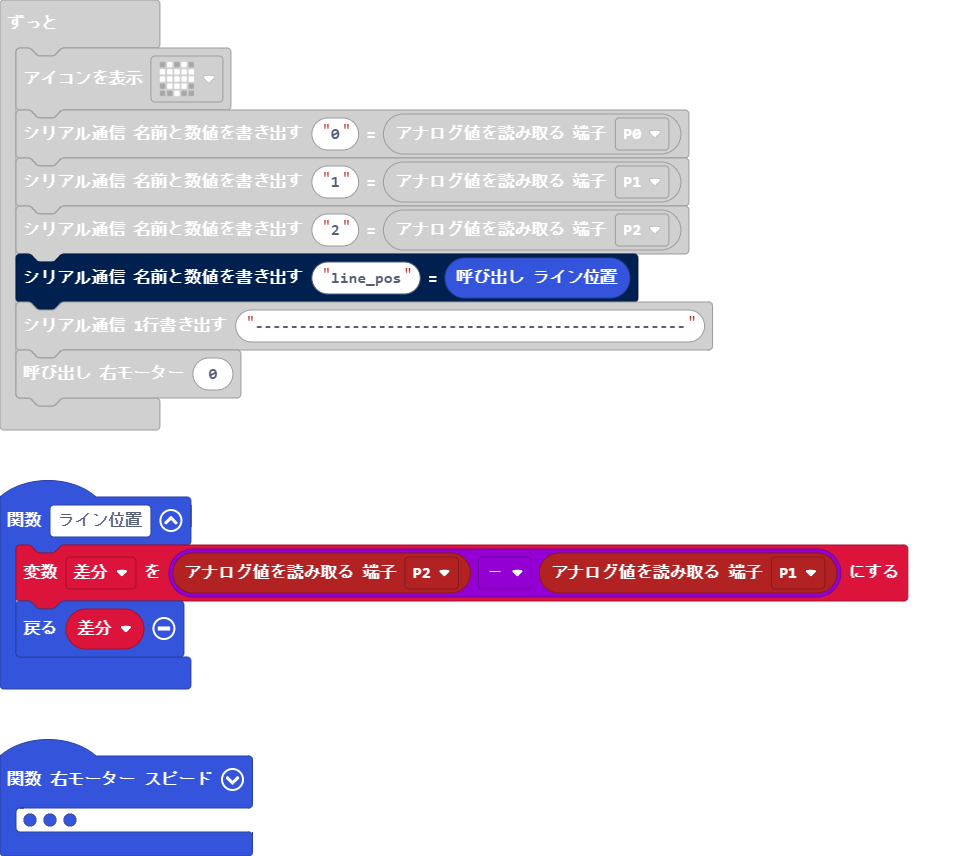 ずっと
アイコンを表示
シリアル通信 名前と数値を書き出す "0" = アナログ値を読み取る 端子 P0
シリアル通信 名前と数値を書き出す "1" = アナログ値を読み取る 端子 P1
シリアル通信 名前と数値を書き出す "2" = アナログ値を読み取る 端子 P2
シリアル通信 名前と数値を書き出す "line_pos" = 呼び出し ライン位置
シリアル通信 1行書き出す "-------------------------------------------------"
呼び出し 右モーター 0
関数 ライン位置
変数 差分 を アナログ値を読み取る 端子 P2 - アナログ値を読み取る 端子 P1 にする
戻る 差分
関数 右モーター スピード